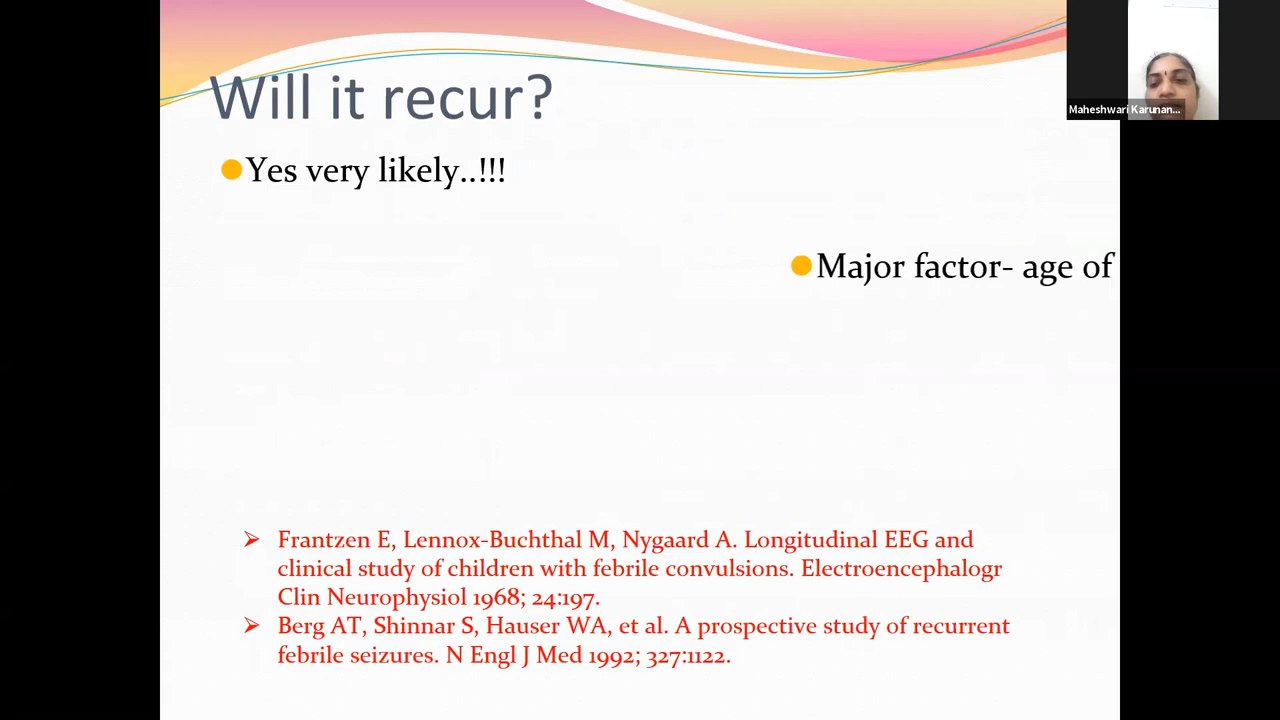 Will it recur?
Yes very likely..!!!
Major factor- age of
Frantzen E, Lennox-Buchthal M, Nygaard A. Longitudinal EEG and
clinical study of children with febrile convulsions. Electroencephalogr
Clin Neurophysiol 1968; 24:197.
Berg AT, Shinnar S, Hauser WA, et al. A prospective study of recurrent
febrile seizures. N Engl J Med 1992; 327:1122.
Maheshwari Karunan...